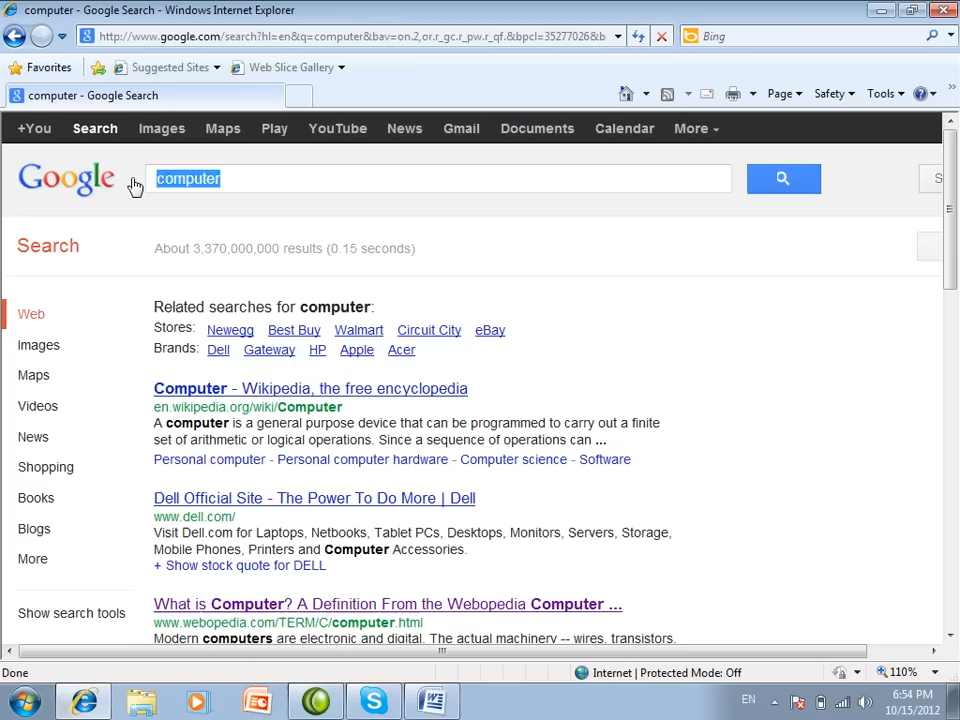 computer - Google Search - Windows Internet Explorer
http://www.google.com/search?hl=en&q=computer&bav=on.2,or.r_gc.r_pw.r_qf.&bpcl=35277026&b
Bing
Favorites
Suggested Sites
Web Slice Gallery
computer - Google Search
Page
Safety
Tools
»
+You
Search
Images
Maps
Play
YouTube
News
Gmail
Documents
Calendar
More
Google
computer
S
Search
About 3,370,000,000 results (0.15 seconds)
Web
Images
Maps
Videos
News
Shopping
Books
Blogs
More
Show search tools
Related searches for computer:
Stores: Newegg Best Buy Walmart Circuit City eBay
Brands: Dell Gateway HP Apple Acer
Computer - Wikipedia, the free encyclopedia
en.wikipedia.org/wiki/Computer
A computer is a general purpose device that can be programmed to carry out a finite
set of arithmetic or logical operations. Since a sequence of operations can ...
Personal computer - Personal computer hardware - Computer science - Software
Dell Official Site - The Power To Do More | Dell
www.dell.com/
Visit Dell.com for Laptops, Netbooks, Tablet PCs, Desktops, Monitors, Servers, Storage,
Mobile Phones, Printers and Computer Accessories.
+ Show stock quote for DELL
What is Computer? A Definition From the Webopedia Computer ...
www.webopedia.com/TERM/C/computer.html
Modern computers are electronic and digital. The actual machinery -- wires, transistors,
Done
Internet | Protected Mode: Off
110%
EN
6:54 PM
10/15/2012